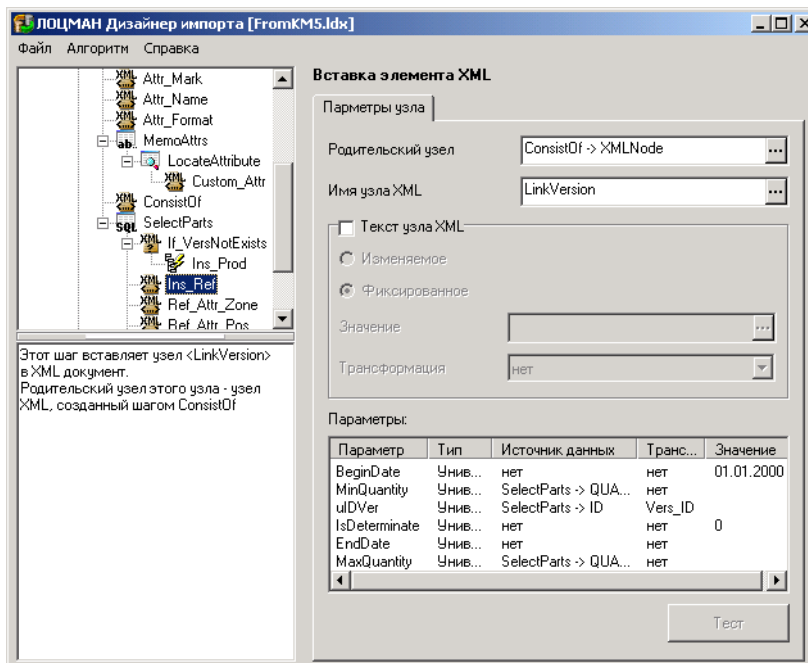 ЛОЦМАН Дизайнер импорта [FromKM5.ldx]
Файл Алгоритм Справка
Attr_Mark
Attr_Name
Attr_Format
MemoAttrs
LocateAttribute
Custom_Attr
ConsistOf
SelectParts
If_VersNotExists
Ins_Prod
Ins_Ref
Ref_Attr_Zone
Ref_Attr_Pos
Этот шаг вставляет узел <LinkVersion>
в XML документ.
Родительский узел этого узла - узел
XML, созданный шагом ConsistOf
Вставка элемента XML
Парметры узла
Родительский узел ConsistOf -> XMLNode ...
Имя узла XML LinkVersion ...
Текст узла XML
Изменяемое
Фиксированное
Значение ...
Трансформация нет
Параметры:
Параметр Тип Источник данных Транс... Значение
BeginDate Унив... нет нет 01.01.2000
MinQuantity Унив... SelectParts -> QUA... нет
uIDVer Унив... SelectParts -> ID Vers_ID
IsDeterminate Унив... нет нет 0
EndDate Унив... нет нет
MaxQuantity Унив... SelectParts -> QUA... нет
Тест